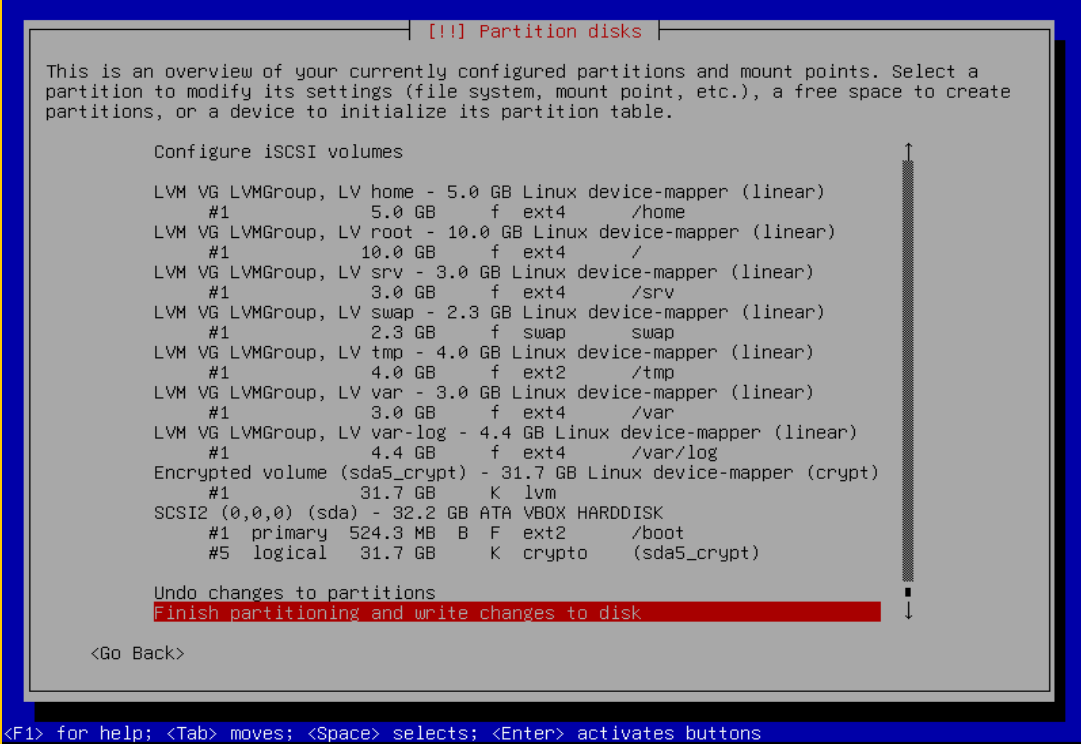 [!!] Partition disks
This is an overview of your currently configured partitions and mount points. Select a
partition to modify its settings (file system, mount point, etc.), a free space to create
partitions, or a device to initialize its partition table.
Configure iSCSI volumes
LVM VG LVMGroup, LV home - 5.0 GB Linux device-mapper (linear)
#1 5.0 GB f ext4 /home
LVM VG LVMGroup, LV root - 10.0 GB Linux device-mapper (linear)
#1 10.0 GB f ext4 /
LVM VG LVMGroup, LV srv - 3.0 GB Linux device-mapper (linear)
#1 3.0 GB f ext4 /srv
LVM VG LVMGroup, LV swap - 2.3 GB Linux device-mapper (linear)
#1 2.3 GB f swap swap
LVM VG LVMGroup, LV tmp - 4.0 GB Linux device-mapper (linear)
#1 4.0 GB f ext2 /tmp
LVM VG LVMGroup, LV var - 3.0 GB Linux device-mapper (linear)
#1 3.0 GB f ext4 /var
LVM VG LVMGroup, LV var-log - 4.4 GB Linux device-mapper (linear)
#1 4.4 GB f ext4 /var/log
Encrypted volume (sda5_crypt) - 31.7 GB Linux device-mapper (crypt)
#1 31.7 GB K lvm
SCSI2 (0,0,0) (sda) - 32.2 GB ATA VBOX HARDDISK
#1 primary 524.3 MB B F ext2 /boot
#5 logical 31.7 GB K crypto (sda5_crypt)
Undo changes to partitions
Finish partitioning and write changes to disk
<Go Back>
<F1> for help; <Tab> moves; <Space> selects; <Enter> activates buttons